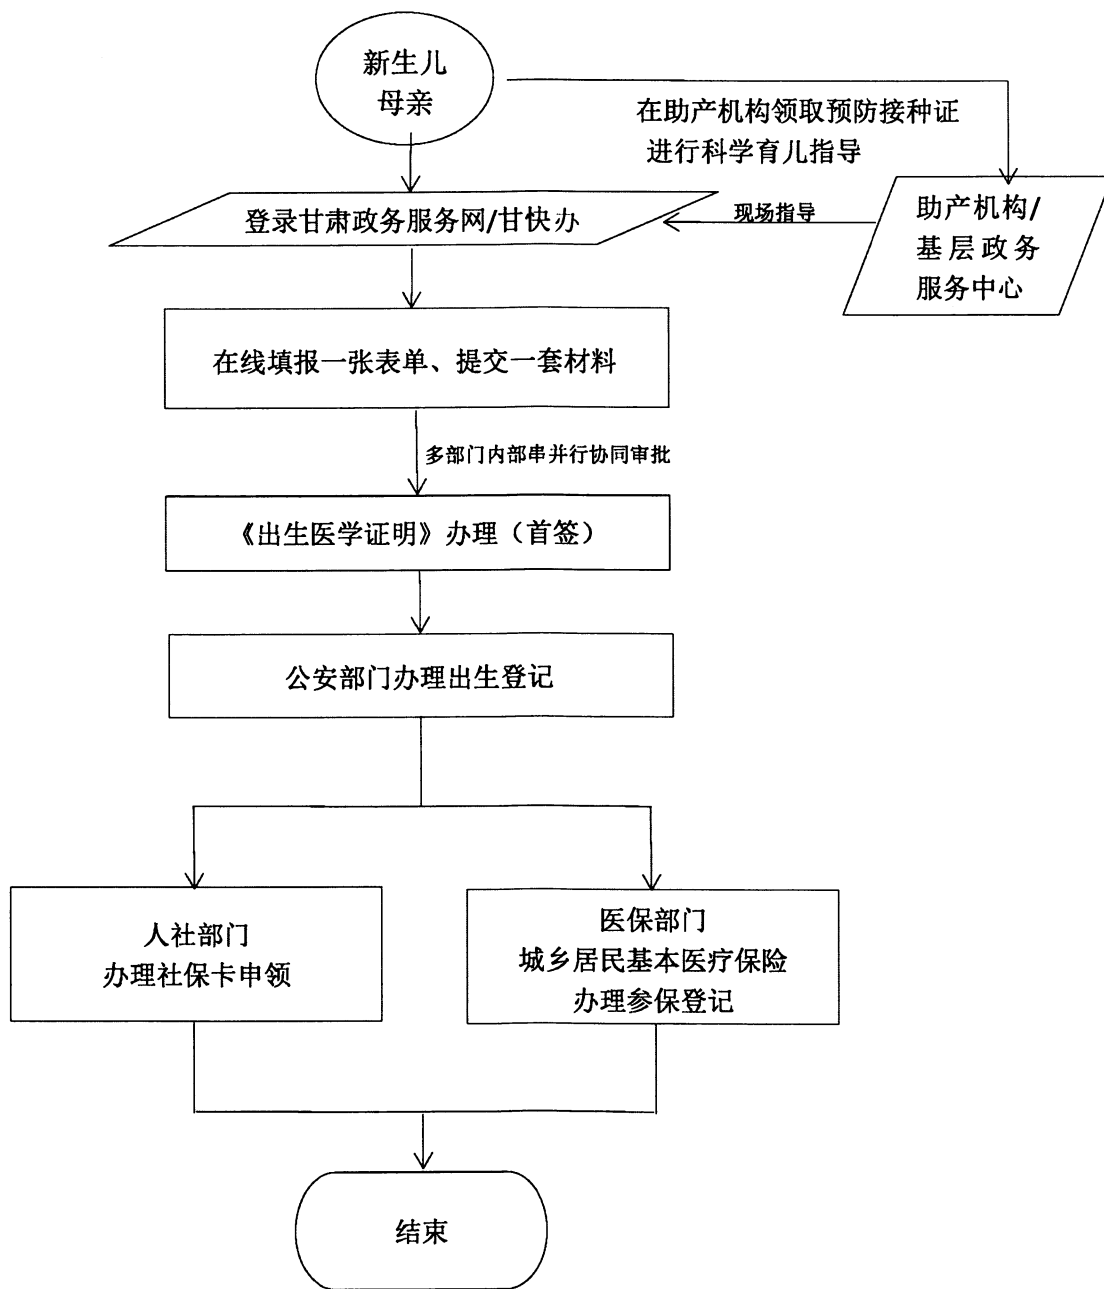 新生儿
母亲
在助产机构领取预防接种证
进行科学育儿指导
登录甘肃政务服务网/甘快办
现场指导
助产机构/
基层政务
服务中心
在线填报一张表单、提交一套材料
多部门内部串并行协同审批
《出生医学证明》办理（首签）
公安部门办理出生登记
人社部门
办理社保卡申领
医保部门
城乡居民基本医疗保险
办理参保登记
结束